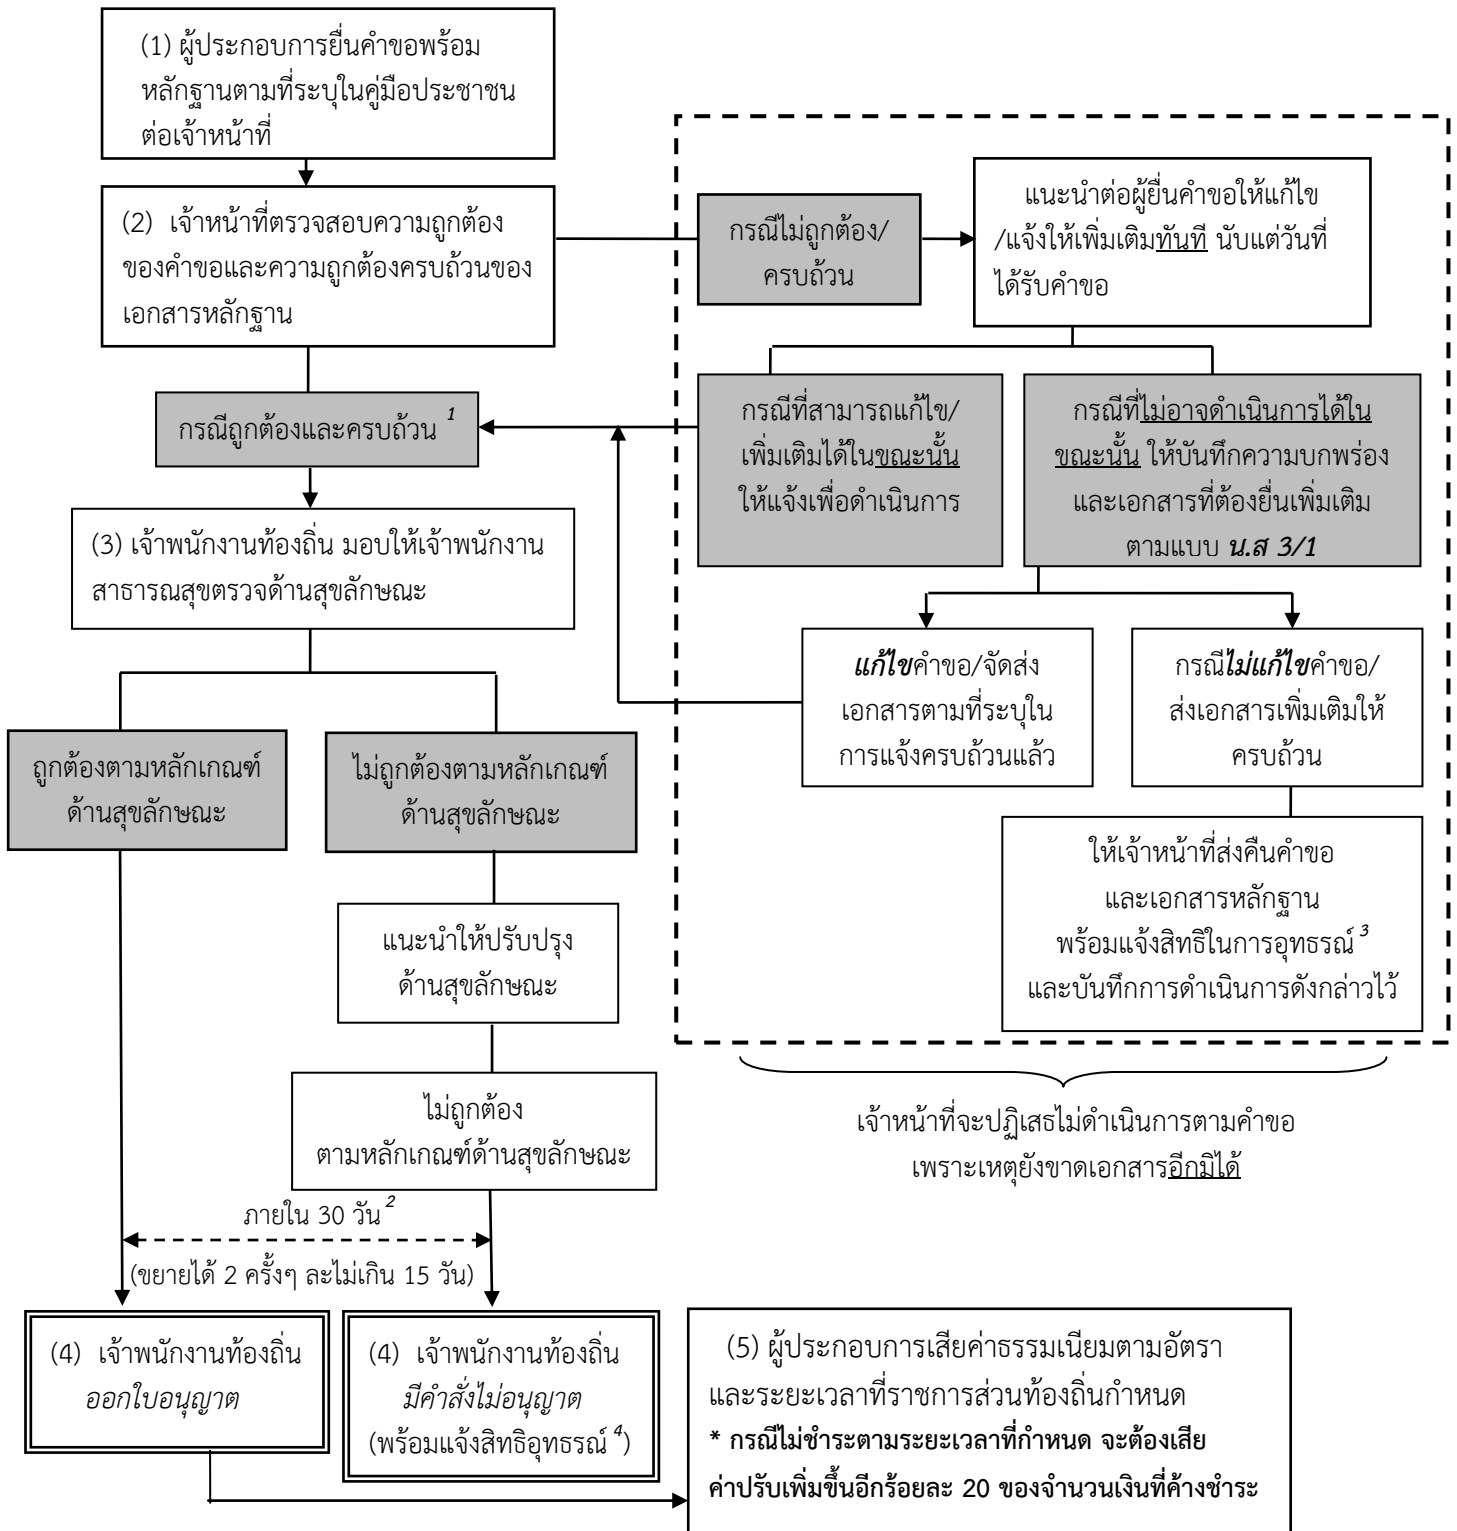 (1) ผู้ประกอบการยื่นคำขอพร้อม
หลักฐานตามที่ระบุในคู่มือประชาชน
ต่อเจ้าหน้าที่
(2) เจ้าหน้าที่ตรวจสอบความถูกต้อง
ของคำขอและความถูกต้องครบถ้วนของ
เอกสารหลักฐาน
กรณีไม่ถูกต้อง/
ครบถ้วน
แนะนำต่อผู้ยื่นคำขอให้แก้ไข
/แจ้งให้เพิ่มเติมทันที นับแต่วันที่
ได้รับคำขอ
กรณีถูกต้องและครบถ้วน 1
กรณีที่สามารถแก้ไข/
เพิ่มเติมได้ในขณะนั้น
ให้แจ้งเพื่อดำเนินการ
กรณีที่ไม่อาจดำเนินการได้ใน
ขณะนั้น ให้บันทึกความบกพร่อง
และเอกสารที่ต้องยื่นเพิ่มเติม
ตามแบบ น.ส 3/1
(3) เจ้าพนักงานท้องถิ่น มอบให้เจ้าพนักงาน
สาธารณสุขตรวจด้านสุขลักษณะ
แก้ไขคำขอ/จัดส่ง
เอกสารตามที่ระบุใน
การแจ้งครบถ้วนแล้ว
กรณีไม่แก้ไขคำขอ/
ส่งเอกสารเพิ่มเติมให้
ครบถ้วน
ถูกต้องตามหลักเกณฑ์
ด้านสุขลักษณะ
ไม่ถูกต้องตามหลักเกณฑ์
ด้านสุขลักษณะ
ให้เจ้าหน้าที่ส่งคืนคำขอ
และเอกสารหลักฐาน
พร้อมแจ้งสิทธิในการอุทธรณ์ 3
และบันทึกการดำเนินการดังกล่าวไว้
แนะนำให้ปรับปรุง
ด้านสุขลักษณะ
ไม่ถูกต้อง
ตามหลักเกณฑ์ด้านสุขลักษณะ
เจ้าหน้าที่จะปฏิเสธไม่ดำเนินการตามคำขอ
เพราะเหตุยังขาดเอกสารอีกมิได้
ภายใน 30 วัน 2
(ขยายได้ 2 ครั้งๆ ละไม่เกิน 15 วัน)
(4) เจ้าพนักงานท้องถิ่น
ออกใบอนุญาต
(4) เจ้าพนักงานท้องถิ่น
มีคำสั่งไม่อนุญาต
(พร้อมแจ้งสิทธิอุทธรณ์ 4)
(5) ผู้ประกอบการเสียค่าธรรมเนียมตามอัตรา
และระยะเวลาที่ราชการส่วนท้องถิ่นกำหนด
* กรณีไม่ชำระตามระยะเวลาที่กำหนด จะต้องเสีย
ค่าปรับเพิ่มขึ้นอีกร้อยละ 20 ของจำนวนเงินที่ค้างชำระ